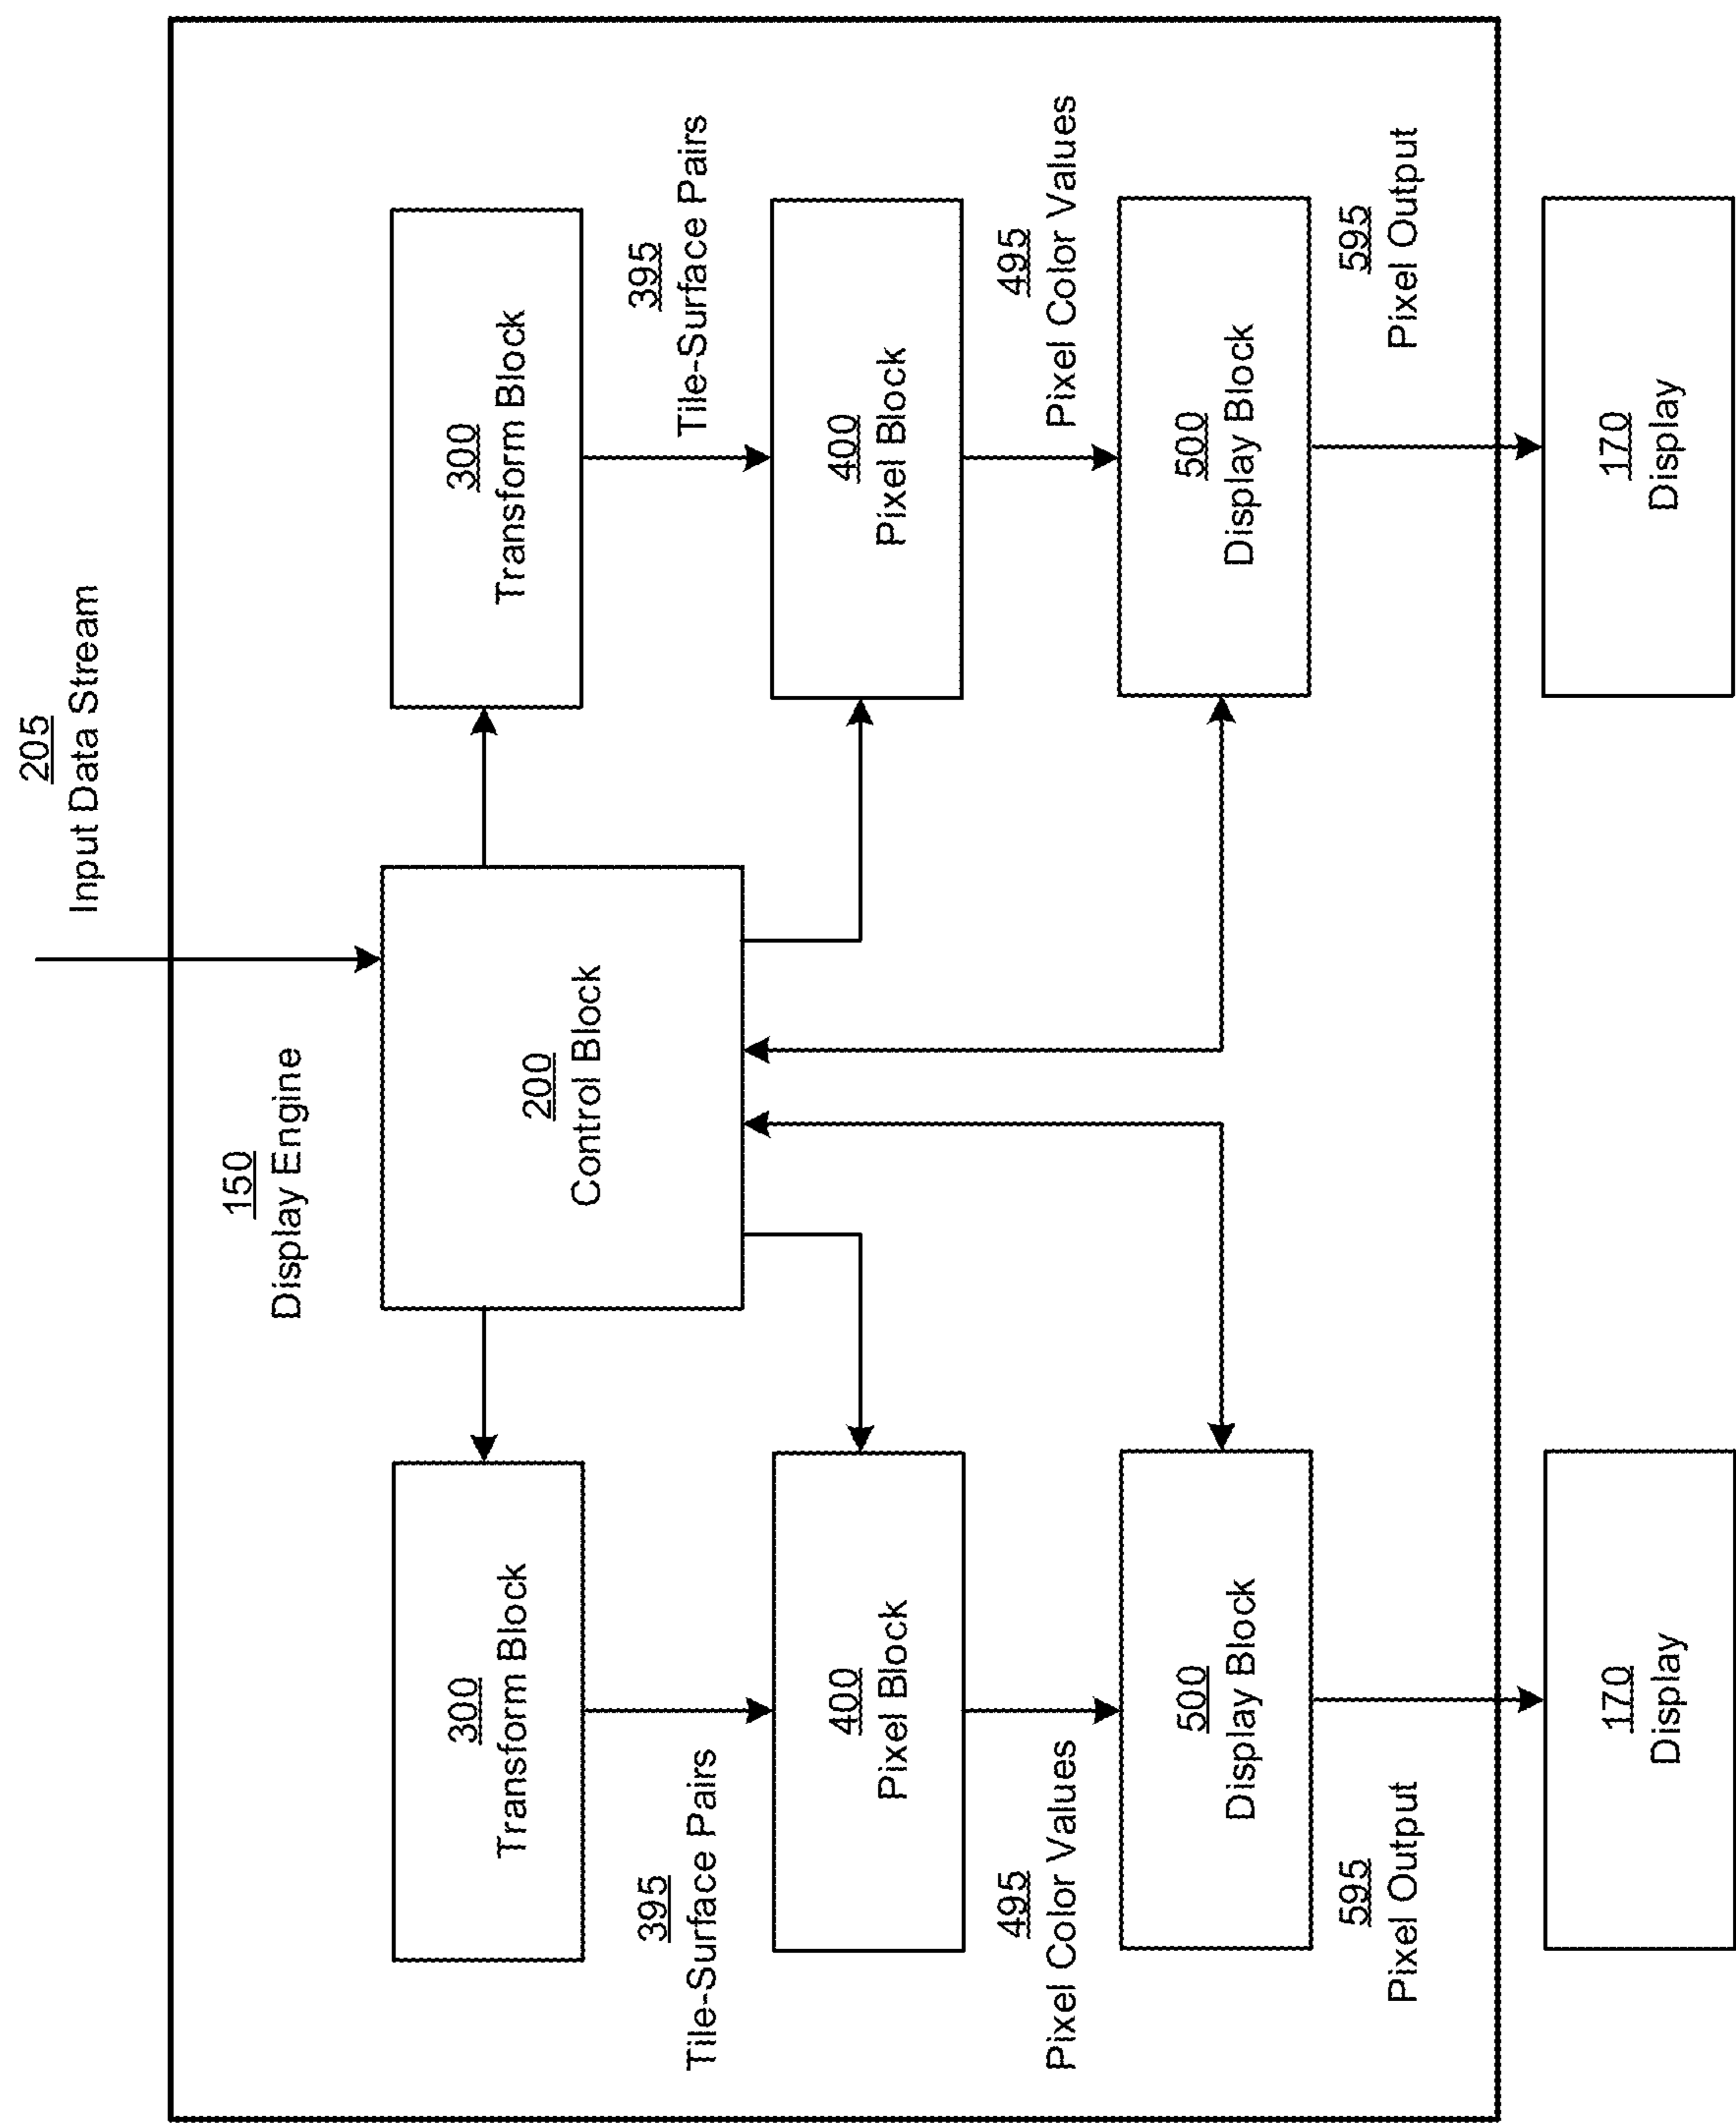 205
Input Data Stream
150
Display Engine
200
Control Block
300
Transform Block
300
Transform Block
395
Tile-Surface Pairs
395
Tile-Surface Pairs
400
Pixel Block
400
Pixel Block
495
Pixel Color Values
495
Pixel Color Values
500
Display Block
500
Display Block
595
Pixel Output
595
Pixel Output
170
Display
170
Display